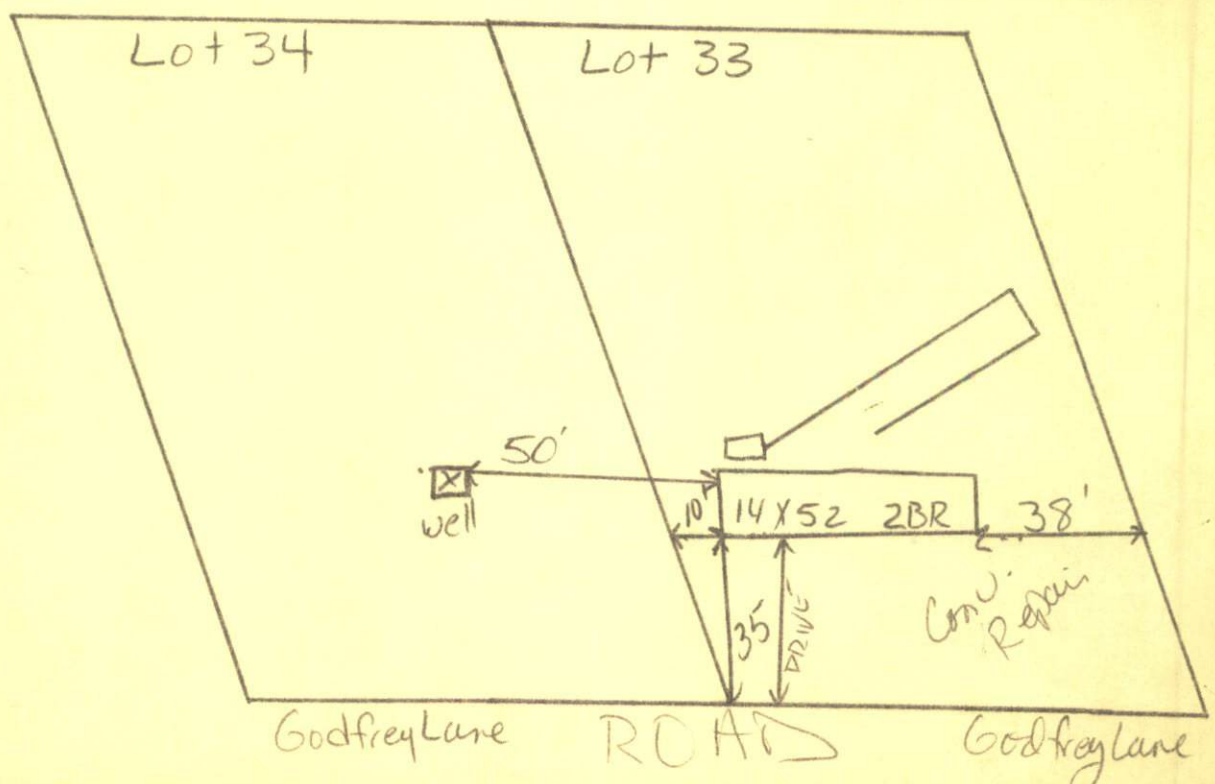 Lot 34
Lot 33
50'
well
10'
14 X 52 2BR
38'
35
DRIVE
Conv. Repair
Godfrey Lane
ROAD
Godfrey Lane